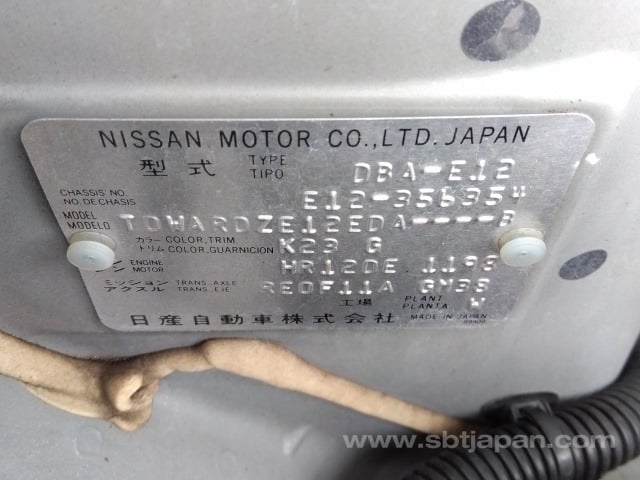 NISSAN MOTOR CO.,LTD. JAPAN
型式 TYPE TIPO DBA-E12
CHASSIS NO. NO.DECHASIS E12-356354
MODEL MODELO TDWARDZE12EDA----B
カラー COLOR,TRIM トリム COLOR,GUARNICION K23 G
ENGINE MOTOR HR12DE 1198
ミッション TRANS.,AXLE アクスル TRANS.,EJE RE0F11A GM38
工場 PLANT PLANTA W
日産自動車株式会社 MADE IN JAPAN
www.sbtjapan.com